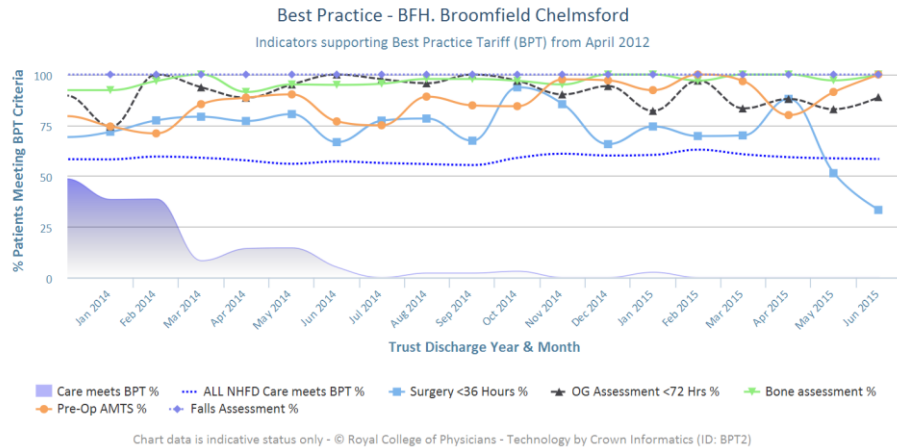 Best Practice - BFH. Broomfield Chelmsford
Indicators supporting Best Practice Tariff (BPT) from April 2012
% Patients Meeting BPT Criteria
100
75
50
25
0
Jan 2014
Feb 2014
Mar 2014
Apr 2014
May 2014
Jun 2014
Jul 2014
Aug 2014
Sep 2014
Oct 2014
Nov 2014
Dec 2014
Jan 2015
Feb 2015
Mar 2015
Apr 2015
May 2015
Jun 2015
Trust Discharge Year & Month
Care meets BPT %
ALL NHFD Care meets BPT %
Surgery <36 Hours %
OG Assessment <72 Hrs %
Bone assessment %
Pre-Op AMTS %
Falls Assessment %
Chart data is indicative status only - © Royal College of Physicians - Technology by Crown Informatics (ID: BPT2)